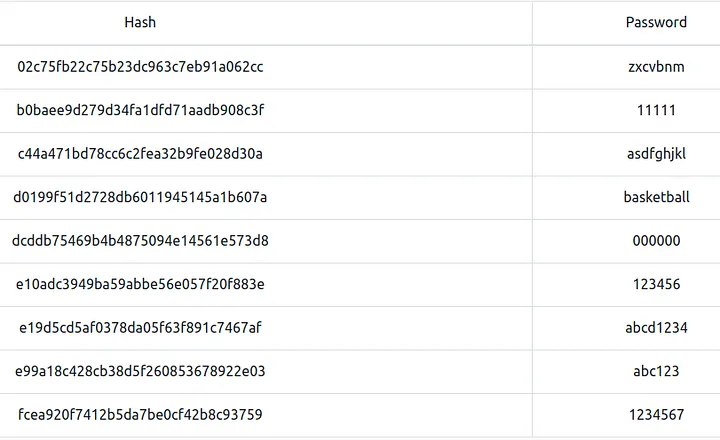 Hash Password
02c75fb22c75b23dc963c7eb91a062cc zxcvbnm
b0baee9d279d34fa1dfd71aadb908c3f 11111
c44a471bd78cc6c2fea32b9fe028d30a asdfghjkl
d0199f51d2728db6011945145a1b607a basketball
dcddb75469b4b4875094e14561e573d8 000000
e10adc3949ba59abbe56e057f20f883e 123456
e19d5cd5af0378da05f63f891c7467af abcd1234
e99a18c428cb38d5f260853678922e03 abc123
fcea920f7412b5da7be0cf42b8c93759 1234567